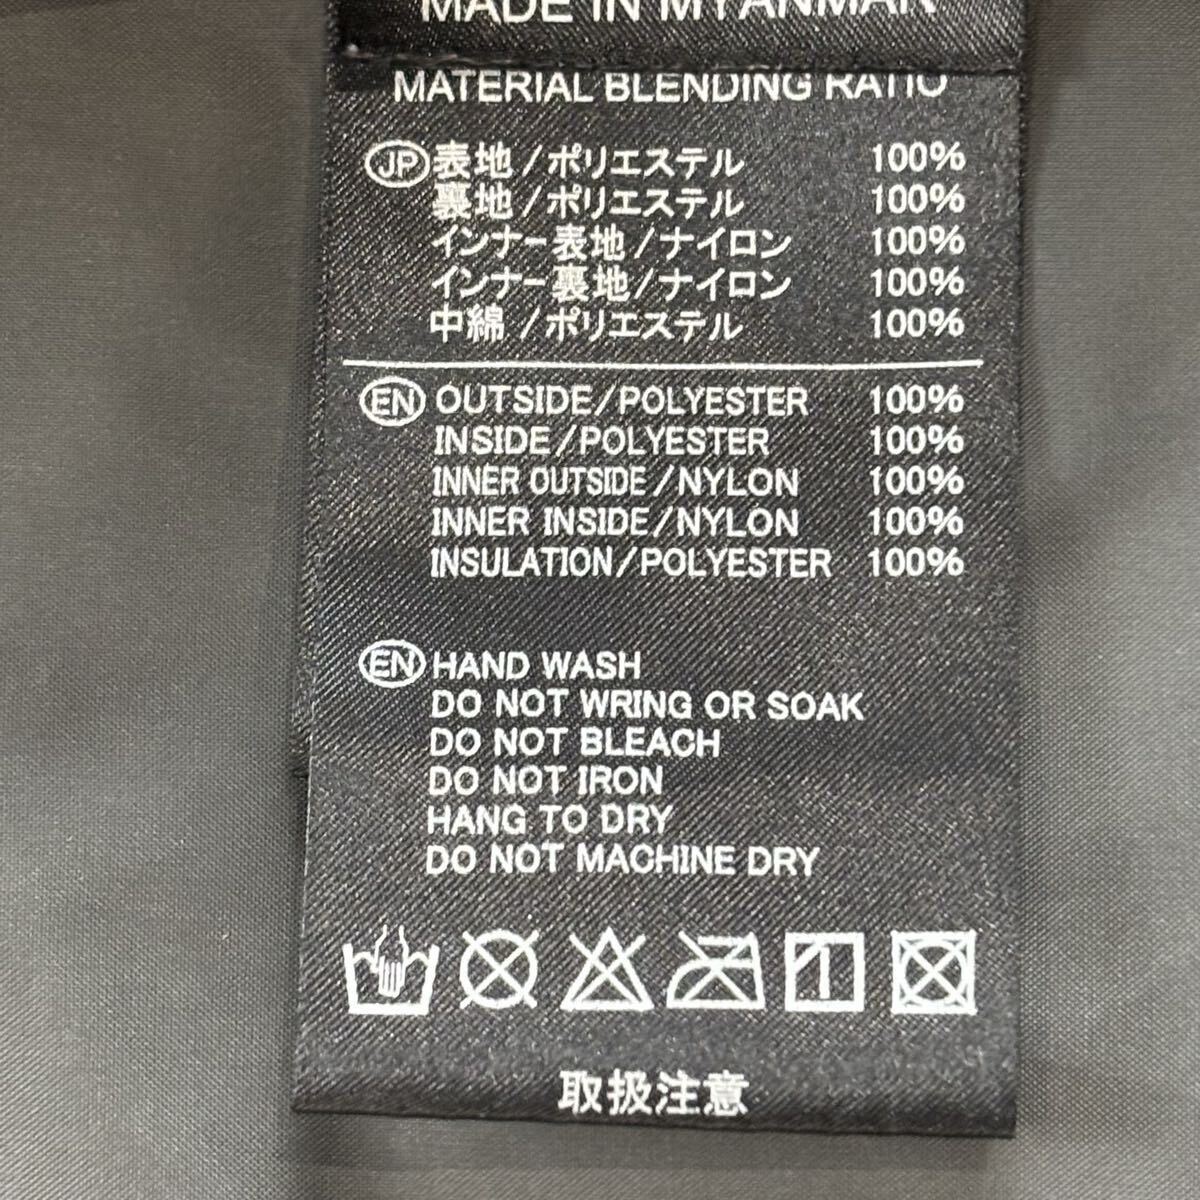 MADE IN MYANMAR
MATERIAL BLENDING RATIO
JP 表地/ポリエステル 100%
裏地/ポリエステル 100%
インナー表地/ナイロン 100%
インナー裏地/ナイロン 100%
中綿/ポリエステル 100%
EN OUTSIDE/POLYESTER 100%
INSIDE/POLYESTER 100%
INNER OUTSIDE/NYLON 100%
INNER INSIDE/NYLON 100%
INSULATION/POLYESTER 100%
EN HAND WASH
DO NOT WRING OR SOAK
DO NOT BLEACH
DO NOT IRON
HANG TO DRY
DO NOT MACHINE DRY
取扱注意